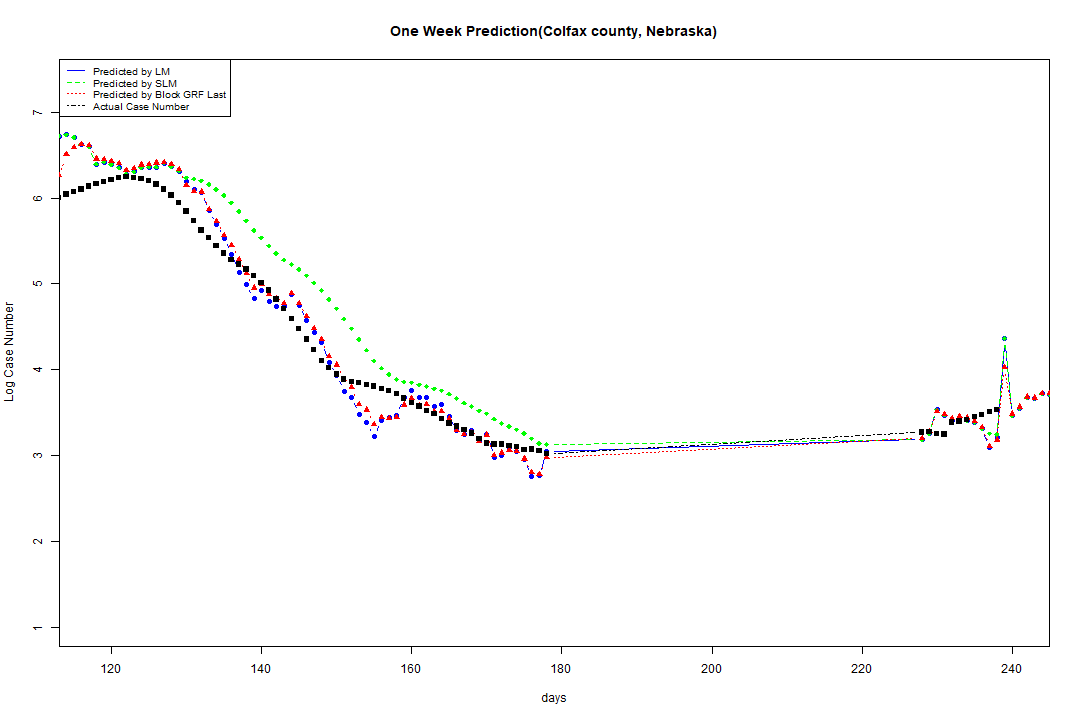 One Week Prediction(Colfax county, Nebraska)
Predicted by LM
Predicted by SLM
Predicted by Block GRF Last
Actual Case Number
7
6
5
4
3
2
1
Log Case Number
120 140 160 180 200 220 240
days